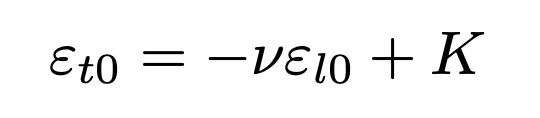 ε_{t0} = −νε_{l0} + K